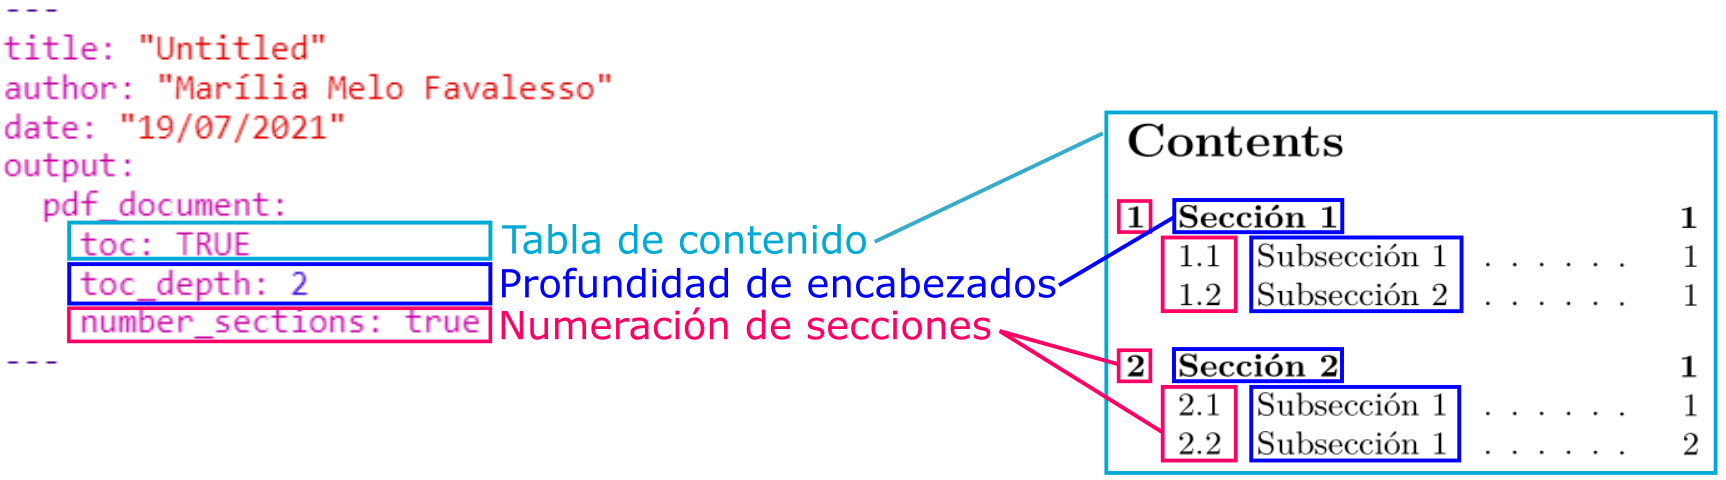 ---
title: "Untitled"
author: "Marília Melo Favalesso"
date: "19/07/2021"
output:
  pdf_document:
    toc: TRUE
    toc_depth: 2
    number_sections: true
---
Tabla de contenido
Profundidad de encabezados
Numeración de secciones
Contents
1 Sección 1 1
1.1 Subsección 1 . . . . . . 1
1.2 Subsección 2 . . . . . . 1
2 Sección 2 1
2.1 Subsección 1 . . . . . . 1
2.2 Subsección 1 . . . . . . 2